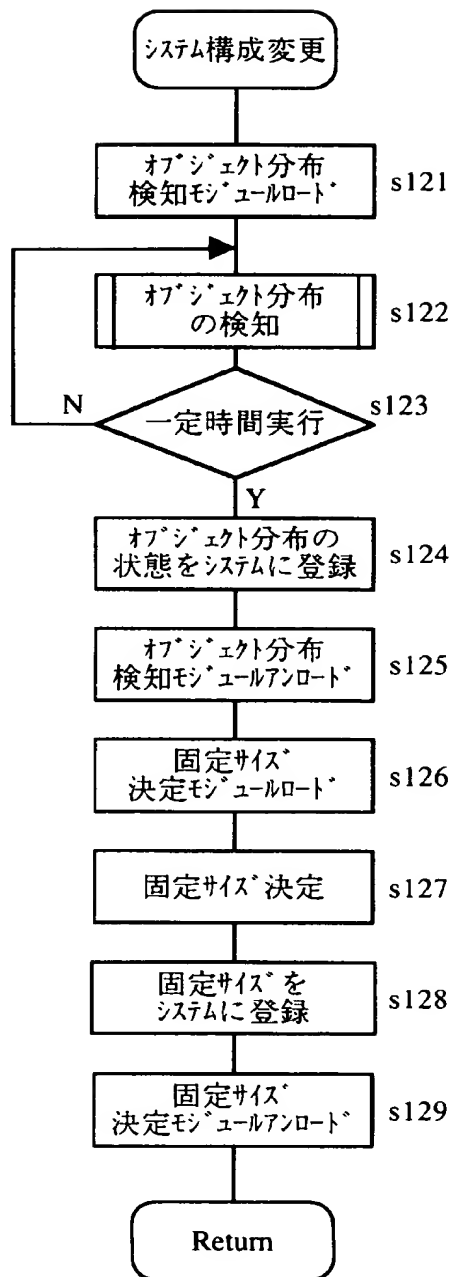 ｼｽﾃﾑ構成変更
ｵﾌﾞｼﾞｪｸﾄ分布
検知ﾓｼﾞｭｰﾙﾛｰﾄﾞ
s121
ｵﾌﾞｼﾞｪｸﾄ分布
の検知
s122
N
一定時間実行
s123
Y
ｵﾌﾞｼﾞｪｸﾄ分布の
状態をｼｽﾃﾑに登録
s124
ｵﾌﾞｼﾞｪｸﾄ分布
検知ﾓｼﾞｭｰﾙｱﾝﾛｰﾄﾞ
s125
固定ｻｲｽﾞ
決定ﾓｼﾞｭｰﾙﾛｰﾄﾞ
s126
固定ｻｲｽﾞ決定
s127
固定ｻｲｽﾞを
ｼｽﾃﾑに登録
s128
固定ｻｲｽﾞ
決定ﾓｼﾞｭｰﾙｱﾝﾛｰﾄﾞ
s129
Return